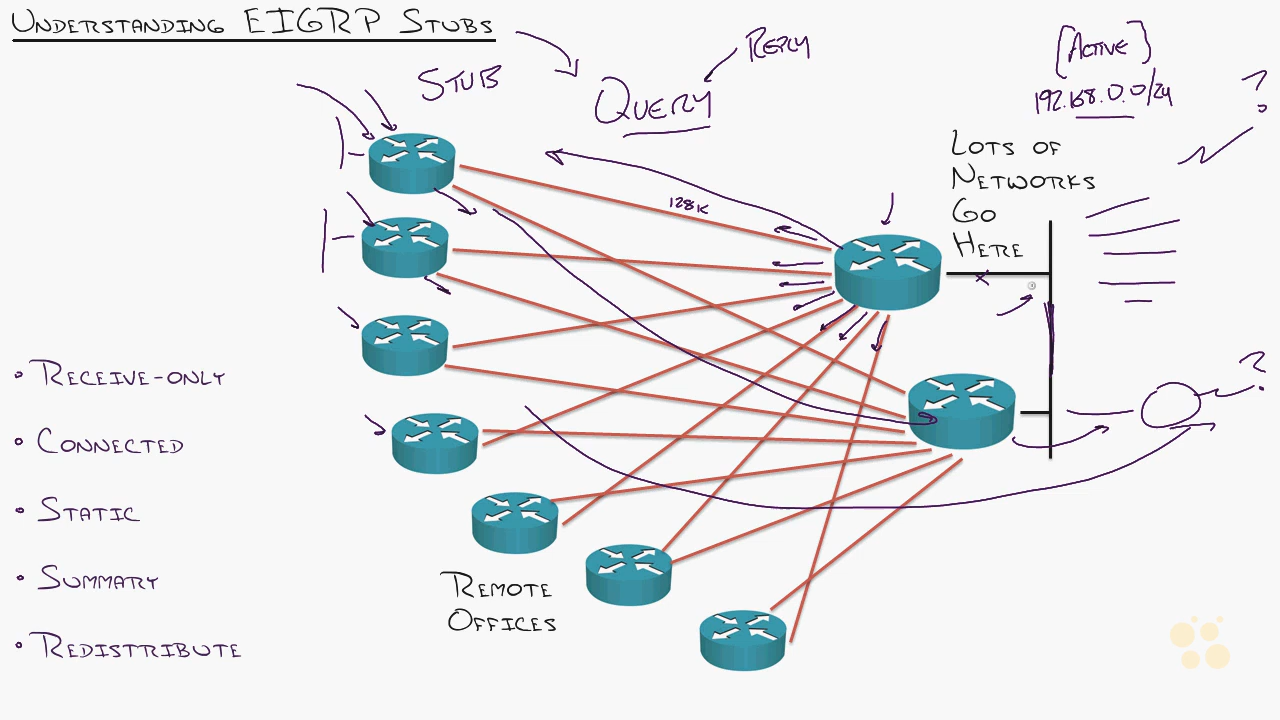 Understanding EIGRP Stubs
Stub
Query
Reply
[Active]
192.168.0.0/24
?
Lots of
Networks
Go
Here
128K
x
?
• Receive-only
• Connected
• Static
• Summary
• Redistribute
Remote
Offices